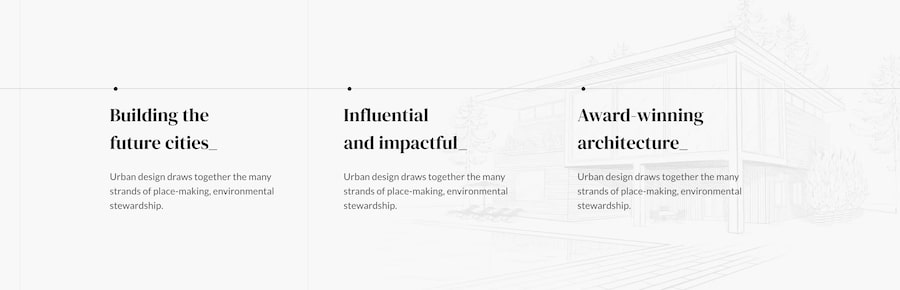 Building the
future cities_
Urban design draws together the many
strands of place-making, environmental
stewardship.
Influential
and impactful_
Urban design draws together the many
strands of place-making, environmental
stewardship.
Award-winning
architecture_
Urban design draws together the many
strands of place-making, environmental
stewardship.